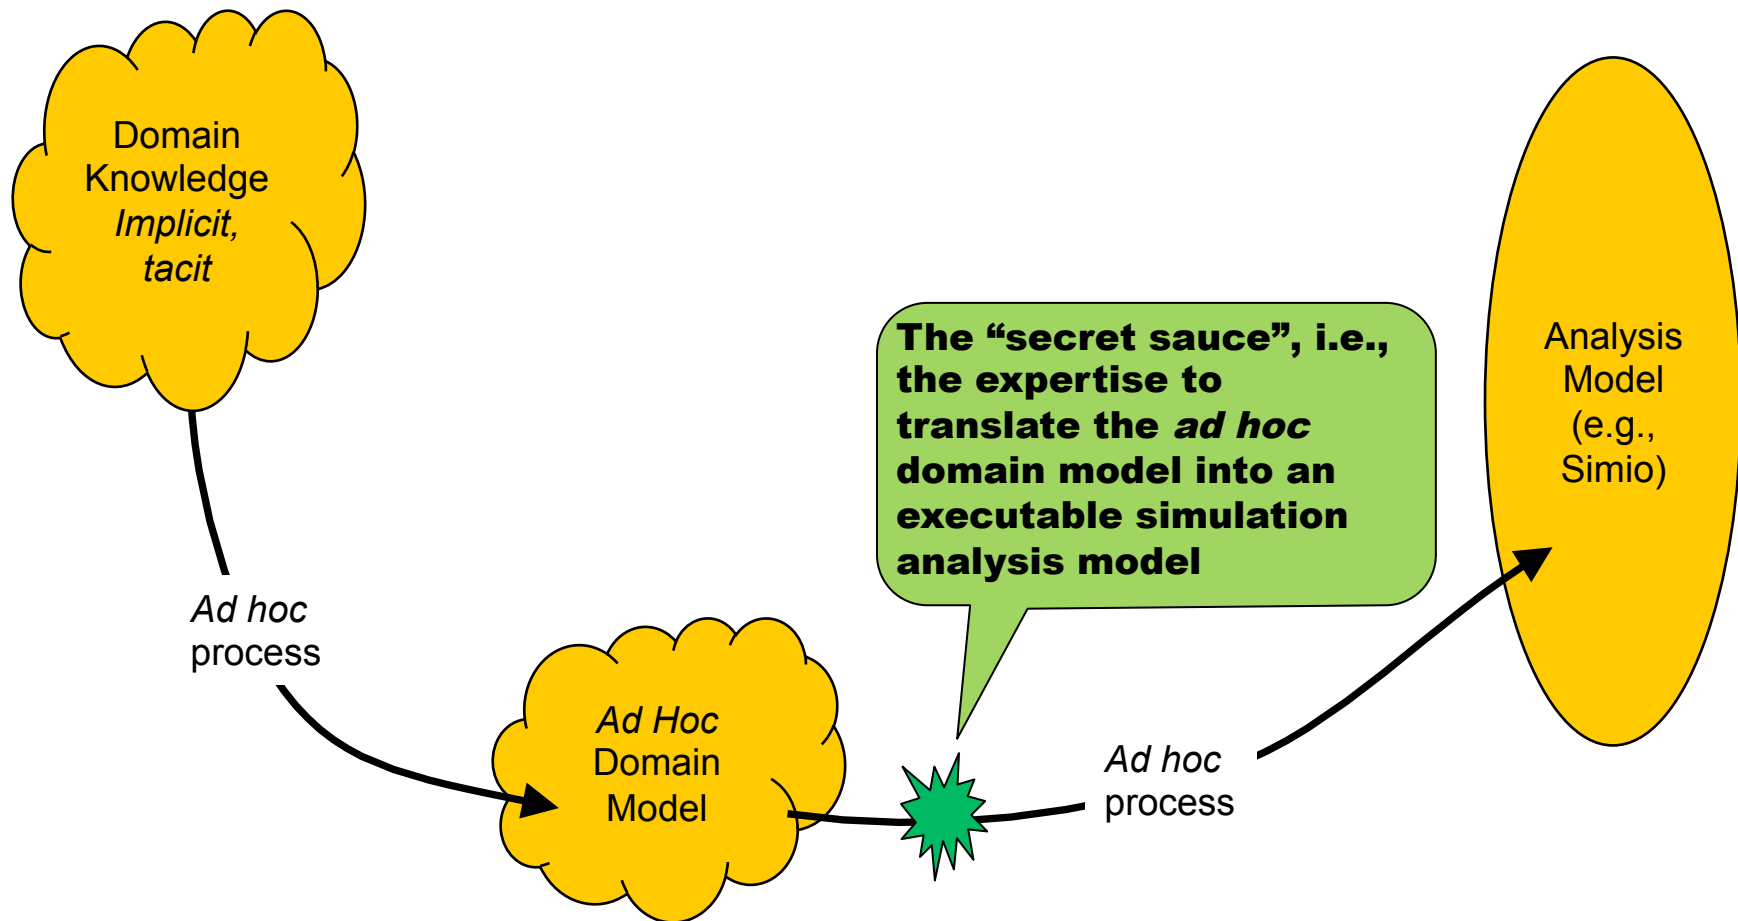 Domain
Knowledge
Implicit,
tacit
Ad hoc
process
Ad Hoc
Domain
Model
The “secret sauce”, i.e.,
the expertise to
translate the ad hoc
domain model into an
executable simulation
analysis model
Ad hoc
process
Analysis
Model
(e.g.,
Simio)